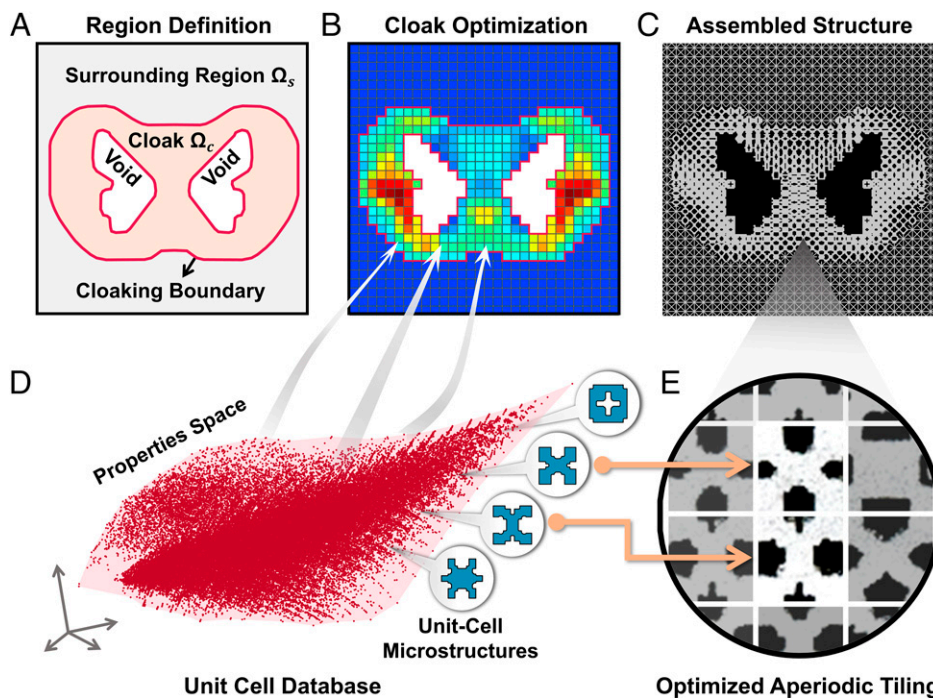 A
Region Definition
B
Cloak Optimization
C
Assembled Structure
Surrounding Region Ωs
Cloak Ωc
Void
Void
Cloaking Boundary
D
E
Properties Space
Unit-Cell
Microstructures
Unit Cell Database
Optimized Aperiodic Tiling